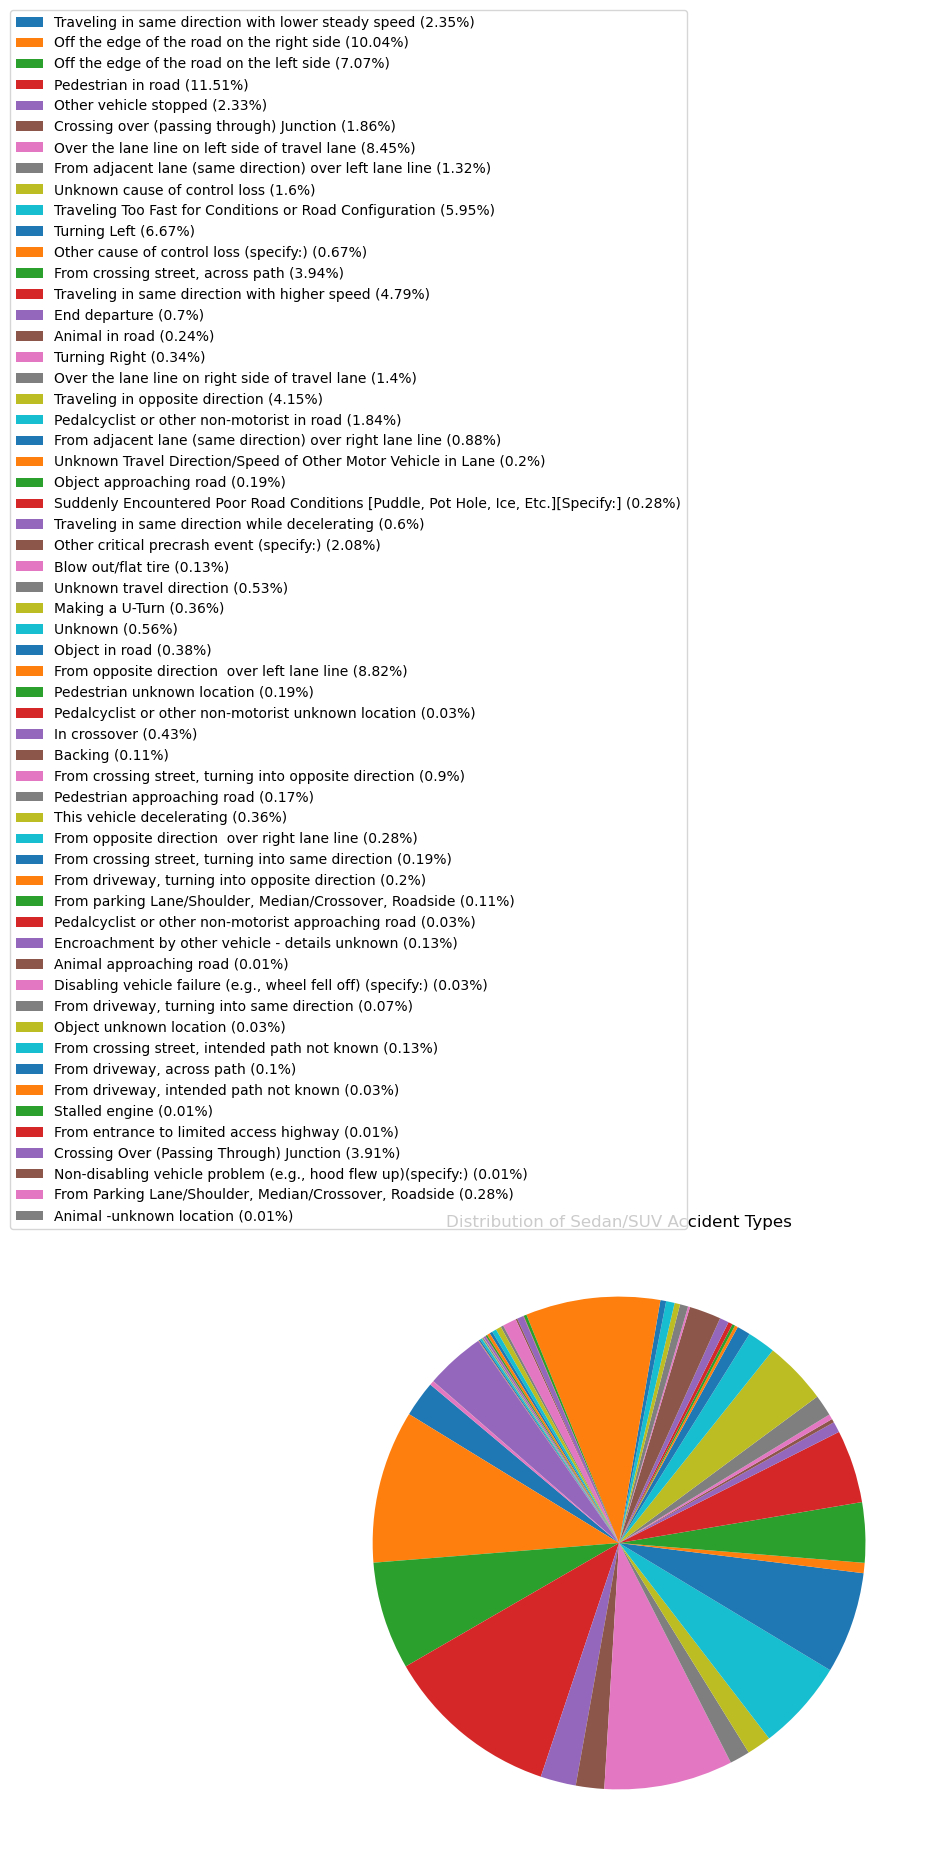 Traveling in same direction with lower steady speed (2.35%)
Off the edge of the road on the right side (10.04%)
Off the edge of the road on the left side (7.07%)
Pedestrian in road (11.51%)
Other vehicle stopped (2.33%)
Crossing over (passing through) Junction (1.86%)
Over the lane line on left side of travel lane (8.45%)
From adjacent lane (same direction) over left lane line (1.32%)
Unknown cause of control loss (1.6%)
Traveling Too Fast for Conditions or Road Configuration (5.95%)
Turning Left (6.67%)
Other cause of control loss (specify:) (0.67%)
From crossing street, across path (3.94%)
Traveling in same direction with higher speed (4.79%)
End departure (0.7%)
Animal in road (0.24%)
Turning Right (0.34%)
Over the lane line on right side of travel lane (1.4%)
Traveling in opposite direction (4.15%)
Pedalcyclist or other non-motorist in road (1.84%)
From adjacent lane (same direction) over right lane line (0.88%)
Unknown Travel Direction/Speed of Other Motor Vehicle in Lane (0.2%)
Object approaching road (0.19%)
Suddenly Encountered Poor Road Conditions [Puddle, Pot Hole, Ice, Etc.][Specify:] (0.28%)
Traveling in same direction while decelerating (0.6%)
Other critical precrash event (specify:) (2.08%)
Blow out/flat tire (0.13%)
Unknown travel direction (0.53%)
Making a U-Turn (0.36%)
Unknown (0.56%)
Object in road (0.38%)
From opposite direction  over left lane line (8.82%)
Pedestrian unknown location (0.19%)
Pedalcyclist or other non-motorist unknown location (0.03%)
In crossover (0.43%)
Backing (0.11%)
From crossing street, turning into opposite direction (0.9%)
Pedestrian approaching road (0.17%)
This vehicle decelerating (0.36%)
From opposite direction  over right lane line (0.28%)
From crossing street, turning into same direction (0.19%)
From driveway, turning into opposite direction (0.2%)
From parking Lane/Shoulder, Median/Crossover, Roadside (0.11%)
Pedalcyclist or other non-motorist approaching road (0.03%)
Encroachment by other vehicle - details unknown (0.13%)
Animal approaching road (0.01%)
Disabling vehicle failure (e.g., wheel fell off) (specify:) (0.03%)
From driveway, turning into same direction (0.07%)
Object unknown location (0.03%)
From crossing street, intended path not known (0.13%)
From driveway, across path (0.1%)
From driveway, intended path not known (0.03%)
Stalled engine (0.01%)
From entrance to limited access highway (0.01%)
Crossing Over (Passing Through) Junction (3.91%)
Non-disabling vehicle problem (e.g., hood flew up)(specify:) (0.01%)
From Parking Lane/Shoulder, Median/Crossover, Roadside (0.28%)
Animal -unknown location (0.01%)
Distribution of Sedan/SUV Accident Types